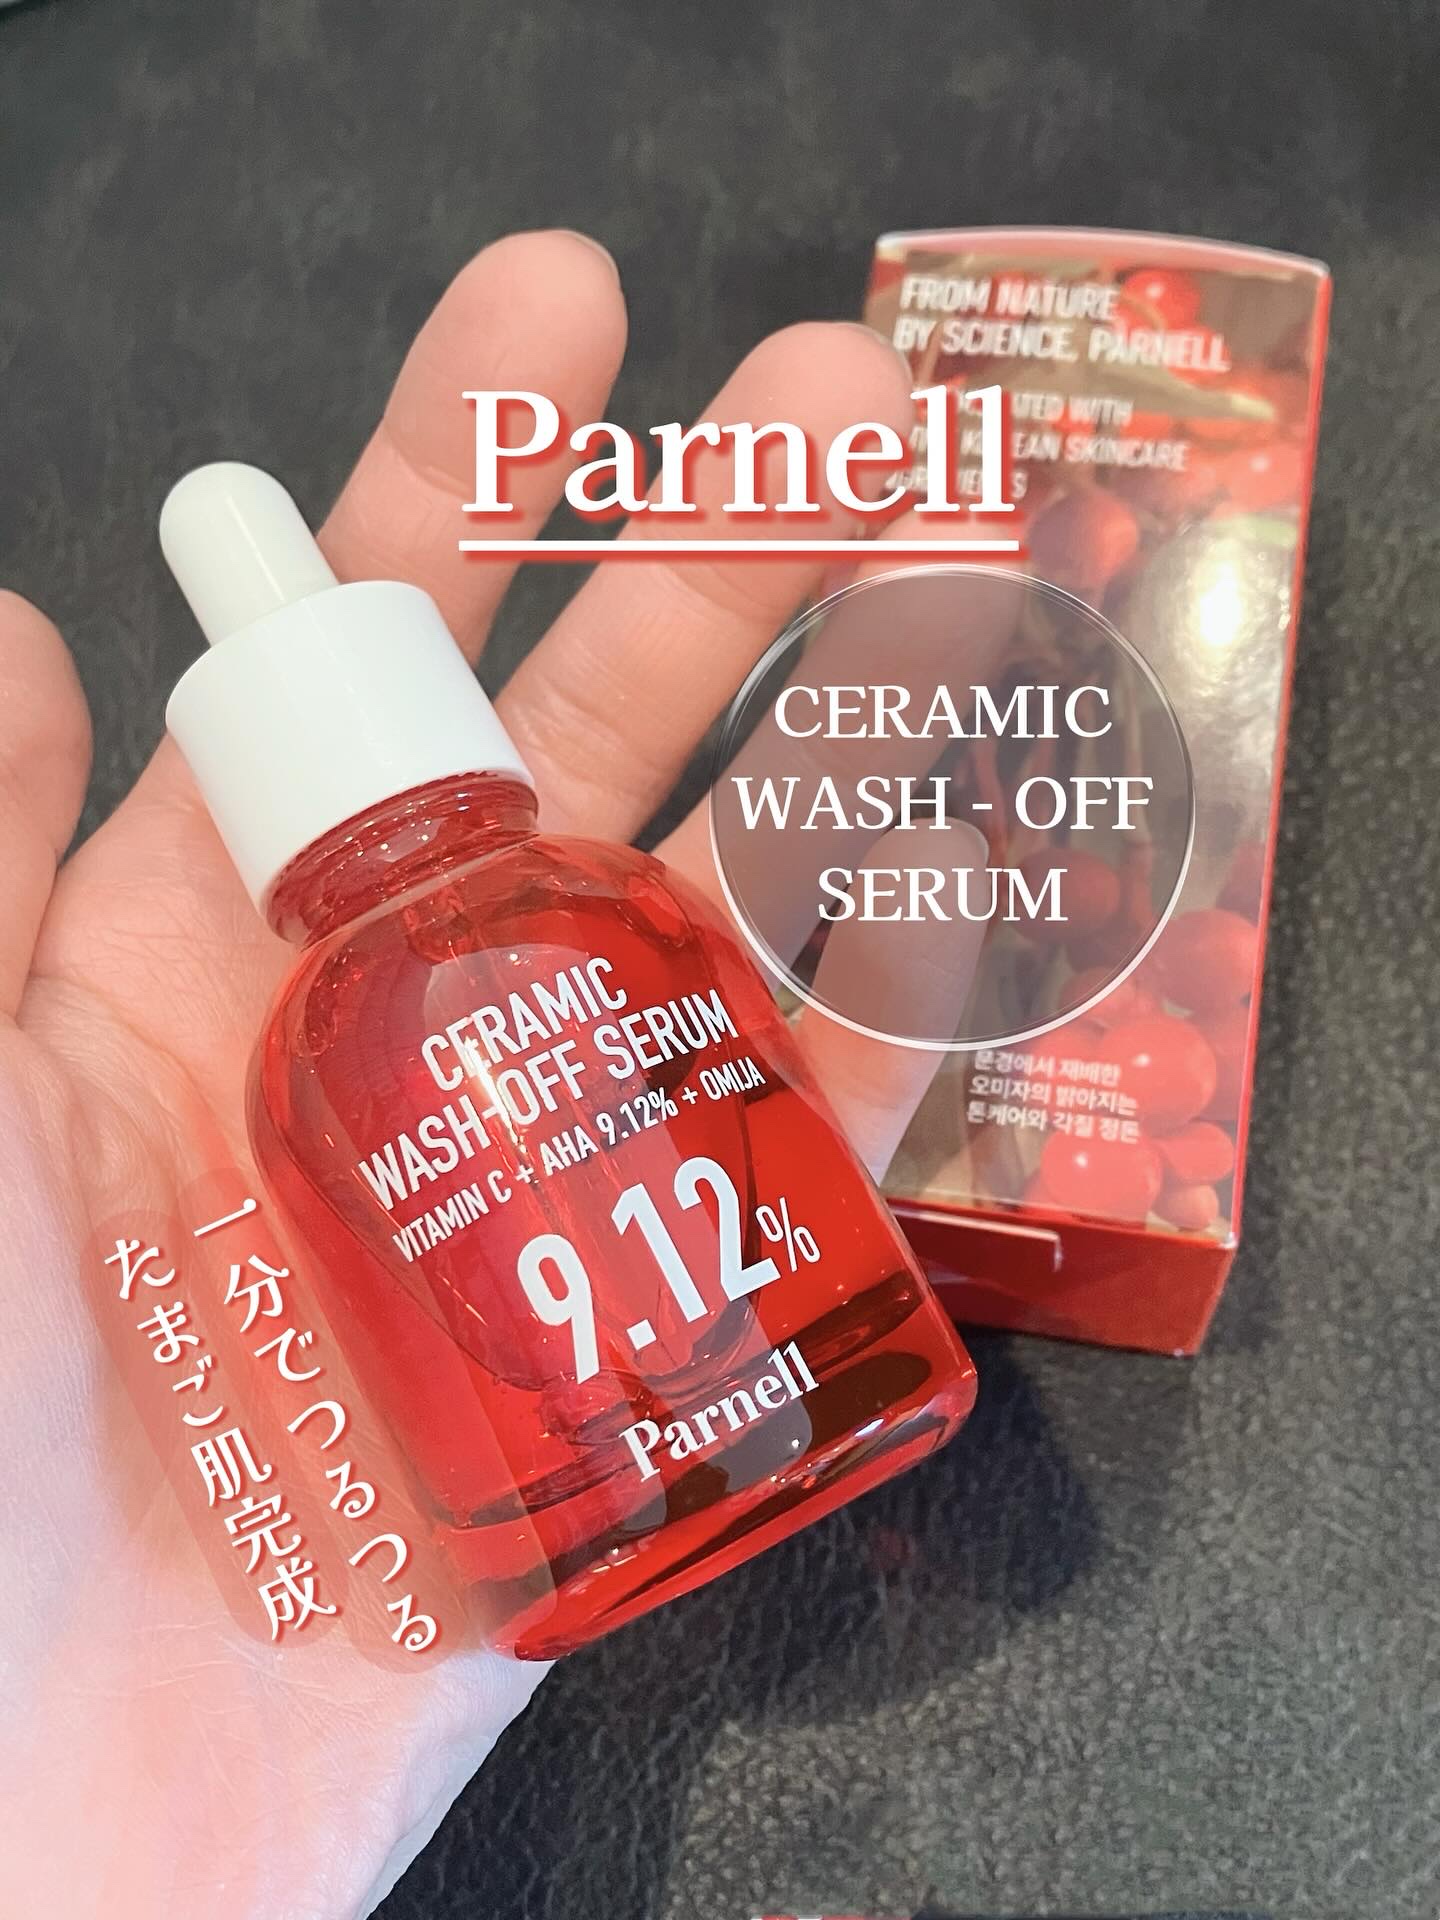 FROM NATURE
BY SCIENCE, PARNELL
WITH
SKINCARE
Parnell
CERAMIC
WASH - OFF
SERUM
CERAMIC
WASH-OFF SERUM
VITAMIN C + AHA 9.12% + OMIJA
9.12%
Parnell
문경에서 재배한
오미자의 밝아지는
톤케어와 각질 정돈
一分でつるつる
たまご肌完成